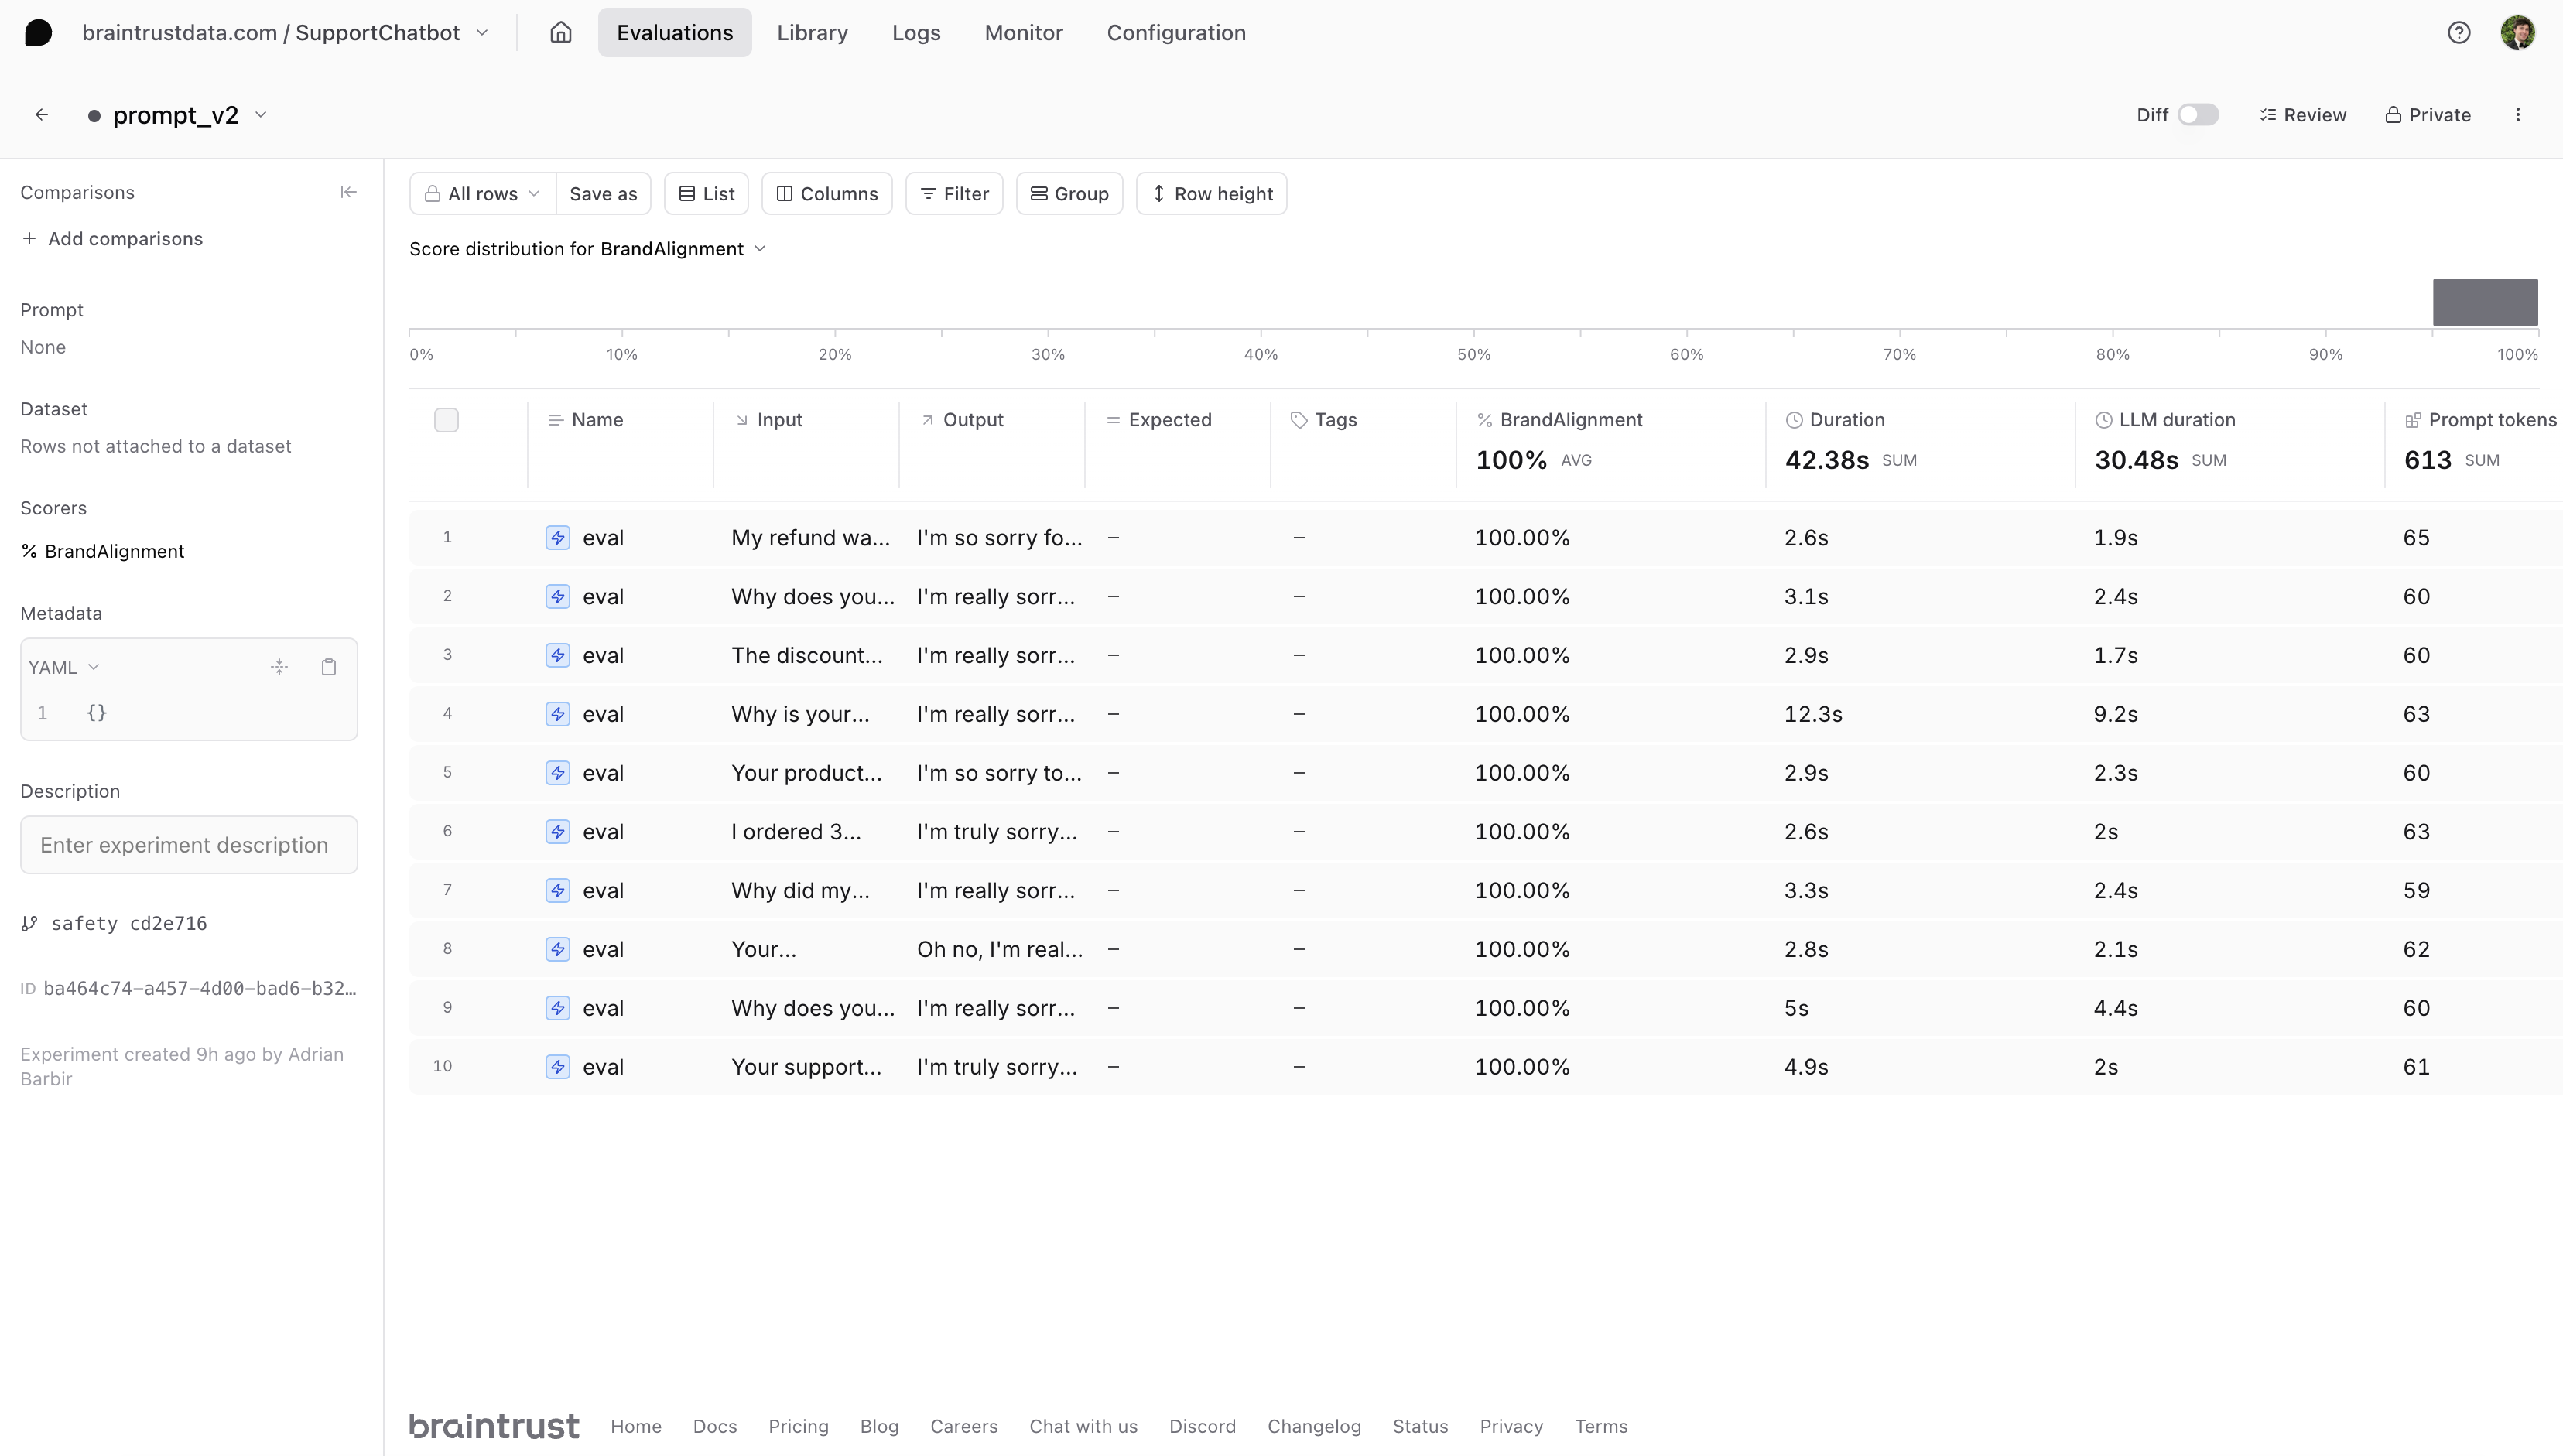 braintrustdata.com / SupportChatbot
Evaluations
Library
Logs
Monitor
Configuration
prompt_v2
Diff
Review
Private
Comparisons
Add comparisons
Prompt
None
Dataset
Rows not attached to a dataset
Scorers
% BrandAlignment
Metadata
YAML
1 {}
Description
Enter experiment description
safety cd2e716
ID ba464c74-a457-4d00-bad6-b32...
Experiment created 9h ago by Adrian
Barbir
All rows
Save as
List
Columns
Filter
Group
Row height
Score distribution for BrandAlignment
0% 10% 20% 30% 40% 50% 60% 70% 80% 90% 100%
Name Input Output = Expected Tags % BrandAlignment Duration LLM duration Prompt tokens
100% AVG 42.38s SUM 30.48s SUM 613 SUM
1 eval My refund wa... I'm so sorry fo... – – 100.00% 2.6s 1.9s 65
2 eval Why does you... I'm really sorr... – – 100.00% 3.1s 2.4s 60
3 eval The discount... I'm really sorr... – – 100.00% 2.9s 1.7s 60
4 eval Why is your... I'm really sorr... – – 100.00% 12.3s 9.2s 63
5 eval Your product... I'm so sorry to... – – 100.00% 2.9s 2.3s 60
6 eval I ordered 3... I'm truly sorry... – – 100.00% 2.6s 2s 63
7 eval Why did my... I'm really sorr... – – 100.00% 3.3s 2.4s 59
8 eval Your... Oh no, I'm real... – – 100.00% 2.8s 2.1s 62
9 eval Why does you... I'm really sorr... – – 100.00% 5s 4.4s 60
10 eval Your support... I'm truly sorry... – – 100.00% 4.9s 2s 61
braintrust Home Docs Pricing Blog Careers Chat with us Discord Changelog Status Privacy Terms